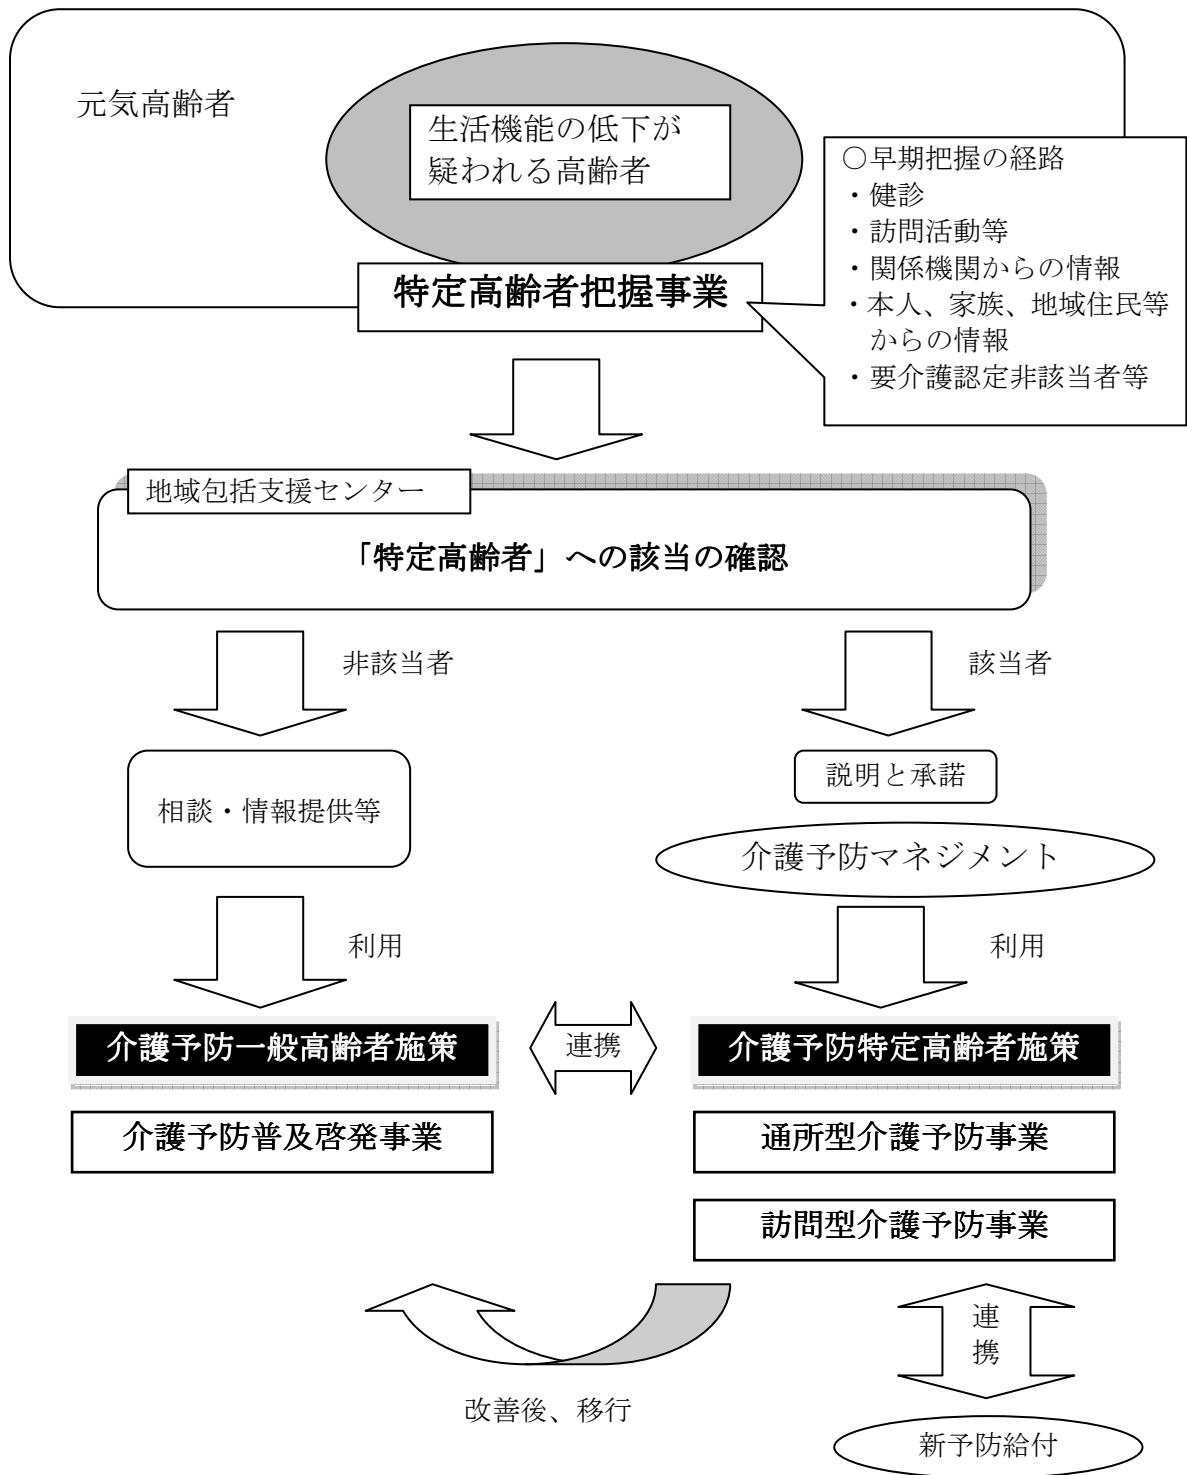 元気高齢者
生活機能の低下が
疑われる高齢者
○早期把握の経路
・健診
・訪問活動等
・関係機関からの情報
・本人、家族、地域住民等
からの情報
・要介護認定非該当者等
特定高齢者把握事業
地域包括支援センター
「特定高齢者」への該当の確認
非該当者
該当者
相談・情報提供等
説明と承諾
介護予防マネジメント
利用
利用
介護予防一般高齢者施策
連携
介護予防特定高齢者施策
介護予防普及啓発事業
通所型介護予防事業
訪問型介護予防事業
連
携
改善後、移行
新予防給付